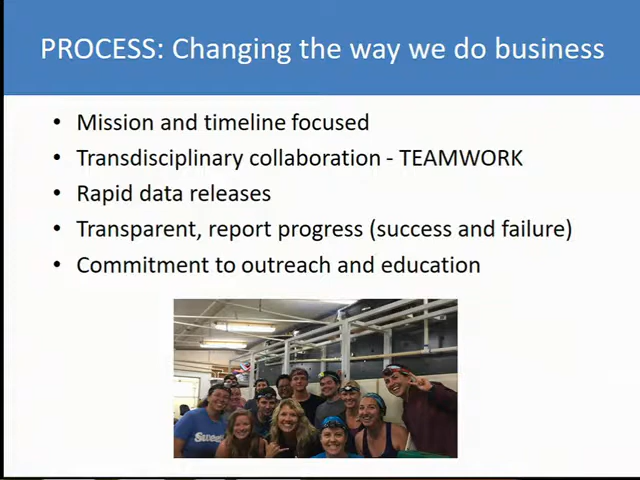 PROCESS: Changing the way we do business
• Mission and timeline focused
• Transdisciplinary collaboration - TEAMWORK
• Rapid data releases
• Transparent, report progress (success and failure)
• Commitment to outreach and education